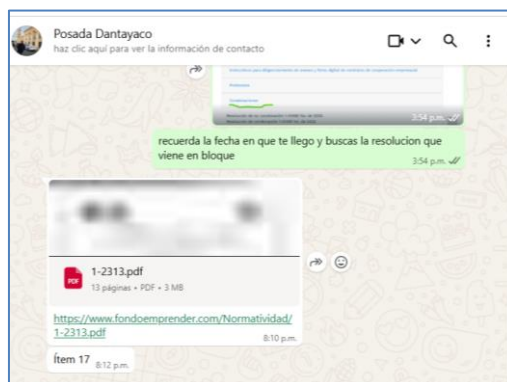 Posada Dantayaco
haz clic aquí para ver la información de contacto
3:54 p.m.
recuerda la fecha en que te llego y buscas la resolucion que
viene en bloque
3:54 p.m.
1-2313.pdf
PDF
13 páginas • PDF • 3 MB
https://www.fondoemprender.com/Normatividad/
1-2313.pdf
8:10 p.m.
Ítem 17
8:12 p.m.